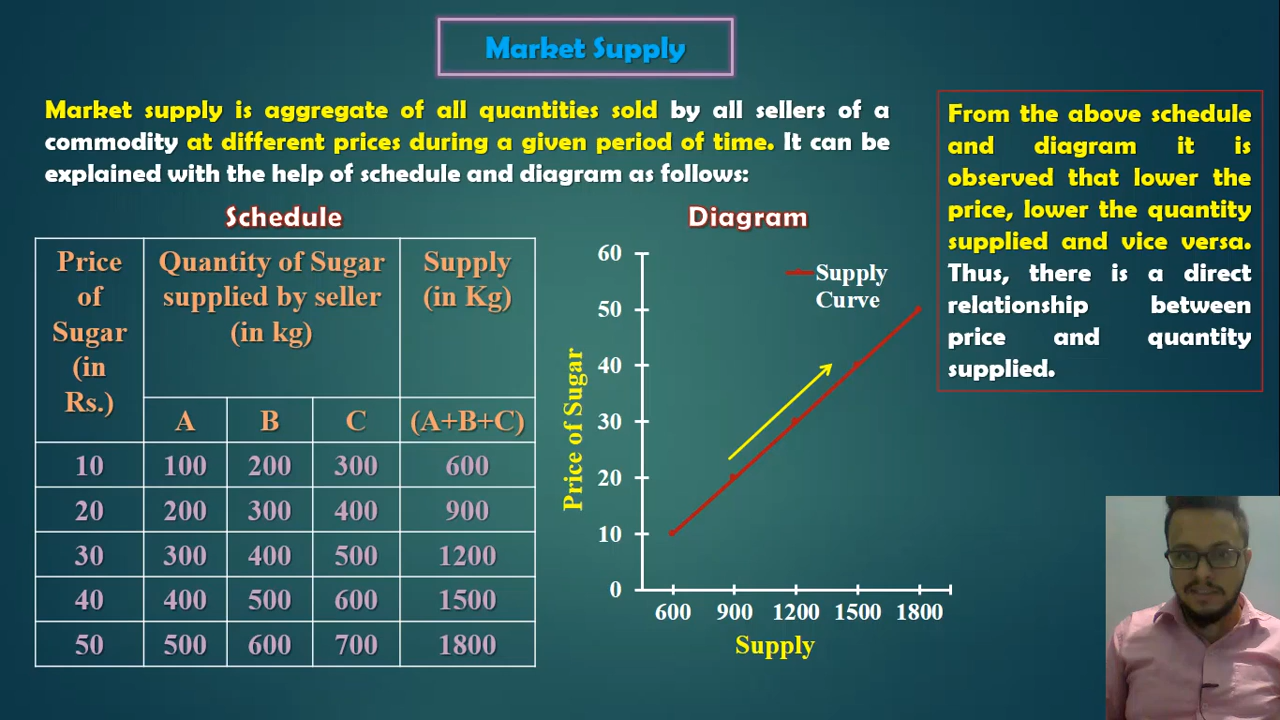 Market Supply
Market supply is aggregate of all quantities sold by all sellers of a
commodity at different prices during a given period of time. It can be
explained with the help of schedule and diagram as follows:
Schedule
Price
of
Sugar
(in
Rs.)
Quantity of Sugar
supplied by seller
(in kg)
Supply
(in Kg)
A B C (A+B+C)
10 100 200 300 600
20 200 300 400 900
30 300 400 500 1200
40 400 500 600 1500
50 500 600 700 1800
Diagram
Supply
Curve
Price of Sugar
60
50
40
30
20
10
0
600 900 1200 1500 1800
Supply
From the above schedule
and diagram it is
observed that lower the
price, lower the quantity
supplied and vice versa.
Thus, there is a direct
relationship between
price and quantity
supplied.